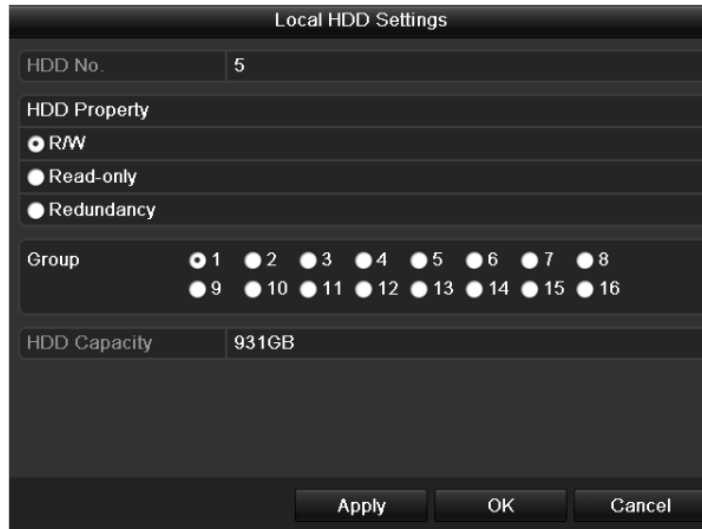 Local HDD Settings
HDD No. 5
HDD Property
R/W
Read-only
Redundancy
Group 1 2 3 4 5 6 7 8
9 10 11 12 13 14 15 16
HDD Capacity 931GB
Apply OK Cancel